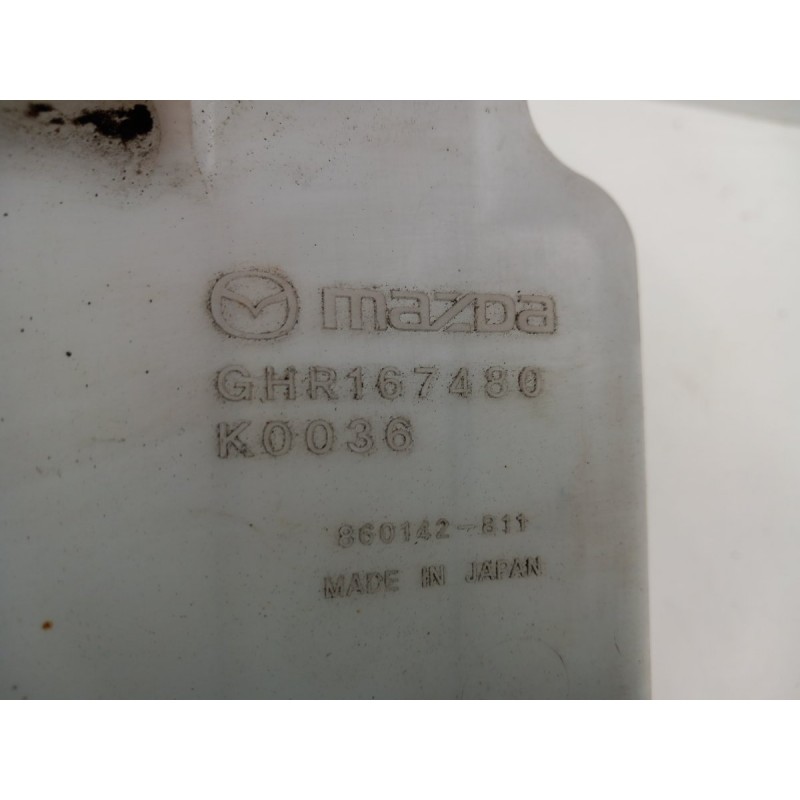 mazda
GHR167480
K0036
860142-811
MADE IN JAPAN